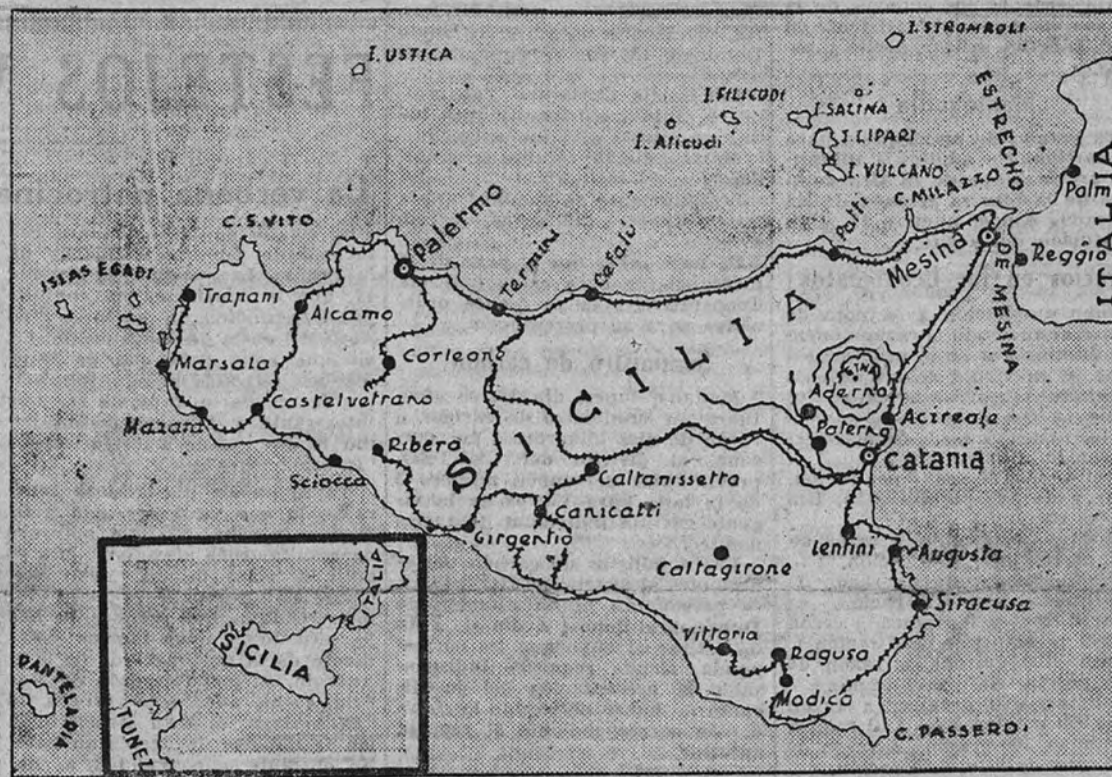 I. STROMBOLI
I. USTICA
I. FILICUDI
I. SALINA
I. Alicudi
I. LIPARI
I. VULCANO
C. MILAZZO
ESTRECHO
DE MESINA
ITALIA
Palm
Reggio
C. S. VITO
Palermo
Termini
Cefalù
Patti
Mesina
ISLAS EGADI
Trapani
Alcamo
Corleone
Marsala
Castelvetrano
Mazara
Ribera
Sciocca
SICILIA
ETNA
Aderno
Paterno
Acireale
Catania
Caltanissetta
Canicatti
Girgentio
Caltagirone
Lentini
Augusta
Siracusa
Vittoria
Ragusa
Modica
C. PASSERO
PANTELARIA
ITALIA
SICILIA
TUNEZ